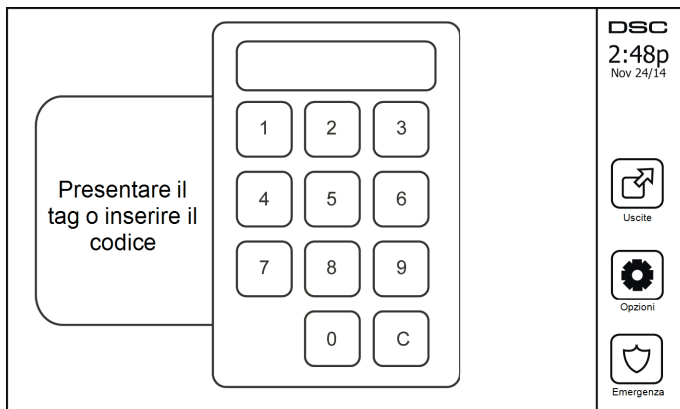 Presentare il
tag o inserire il
codice
1 2 3
4 5 6
7 8 9
0 C
DSC
2:48p
Nov 24/14
Uscite
Opzioni
Emergenza